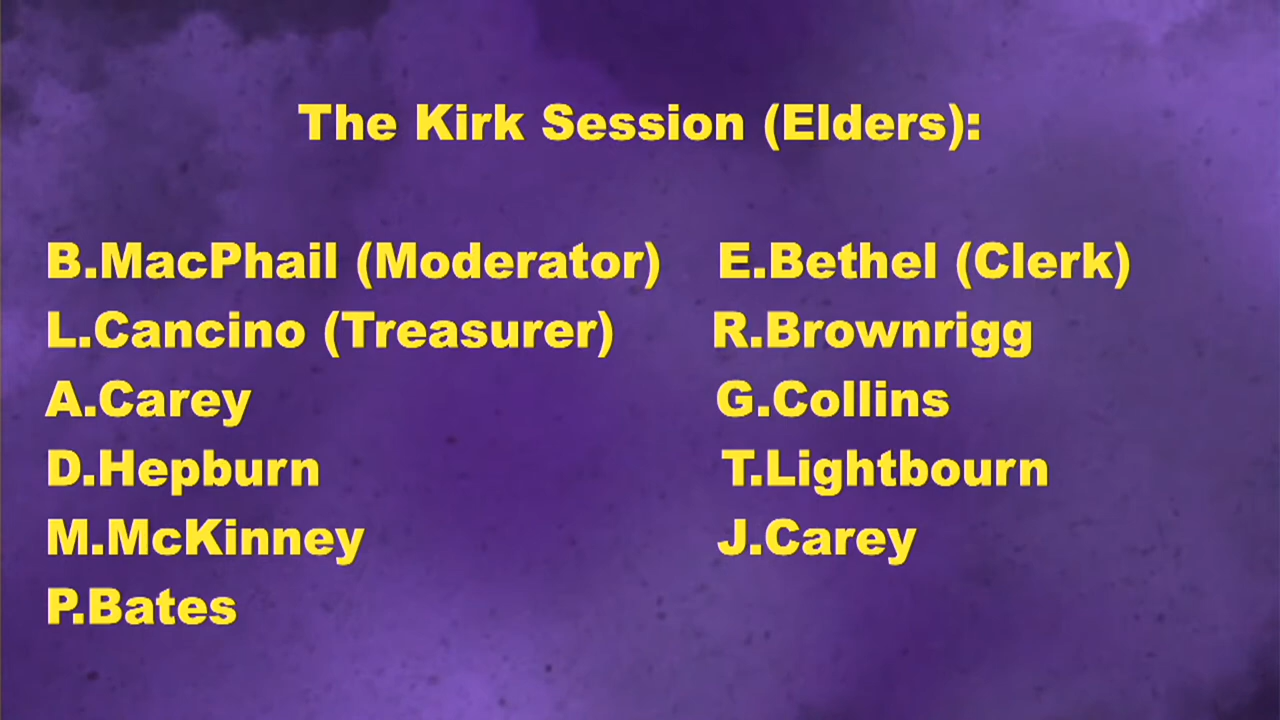 The Kirk Session (Elders):
B.MacPhail (Moderator) E.Bethel (Clerk)
L.Cancino (Treasurer) R.Brownrigg
A.Carey G.Collins
D.Hepburn T.Lightbourn
M.McKinney J.Carey
P.Bates